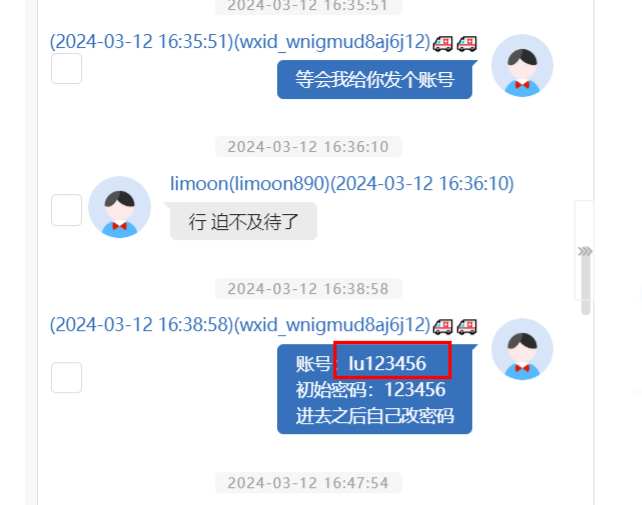 2024-03-12 16:35:51
(2024-03-12 16:35:51)(wxid_wnigmud8aj6j12)🚑🚑
等会我给你发个账号
2024-03-12 16:36:10
limoon(limoon890)(2024-03-12 16:36:10)
行 迫不及待了
2024-03-12 16:38:58
(2024-03-12 16:38:58)(wxid_wnigmud8aj6j12)🚑🚑
账号：lu123456
初始密码：123456
进去之后自己改密码
2024-03-12 16:47:54